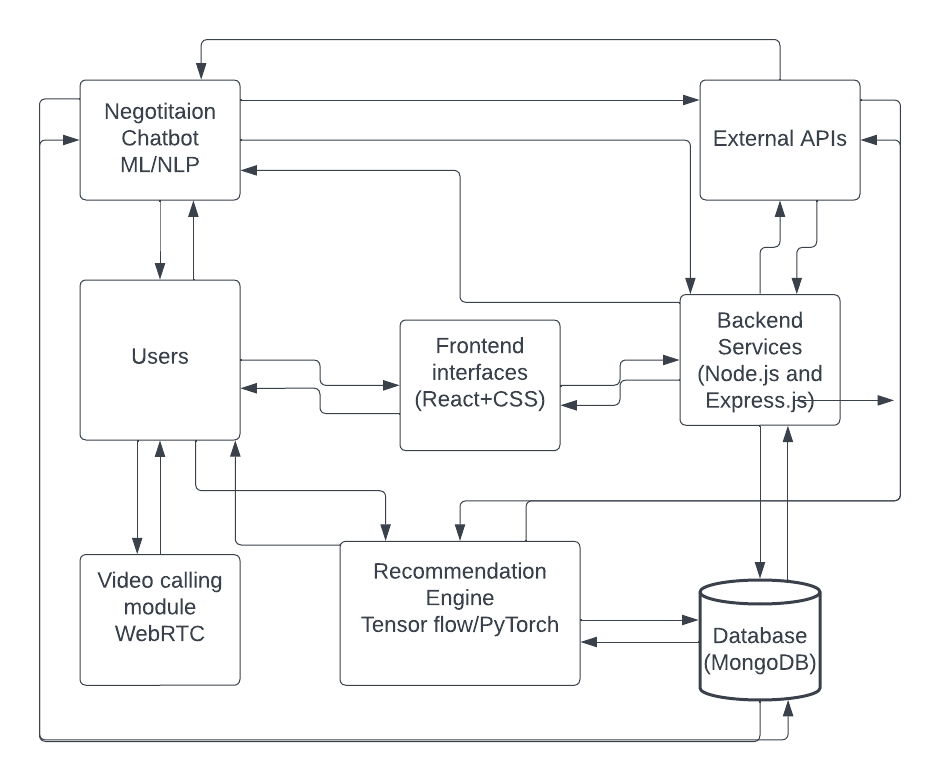 Negotitaion
Chatbot
ML/NLP
External APIs
Users
Frontend
interfaces
(React+CSS)
Backend
Services
(Node.js and
Express.js)
Video calling
module
WebRTC
Recommendation
Engine
Tensor flow/PyTorch
Database
(MongoDB)